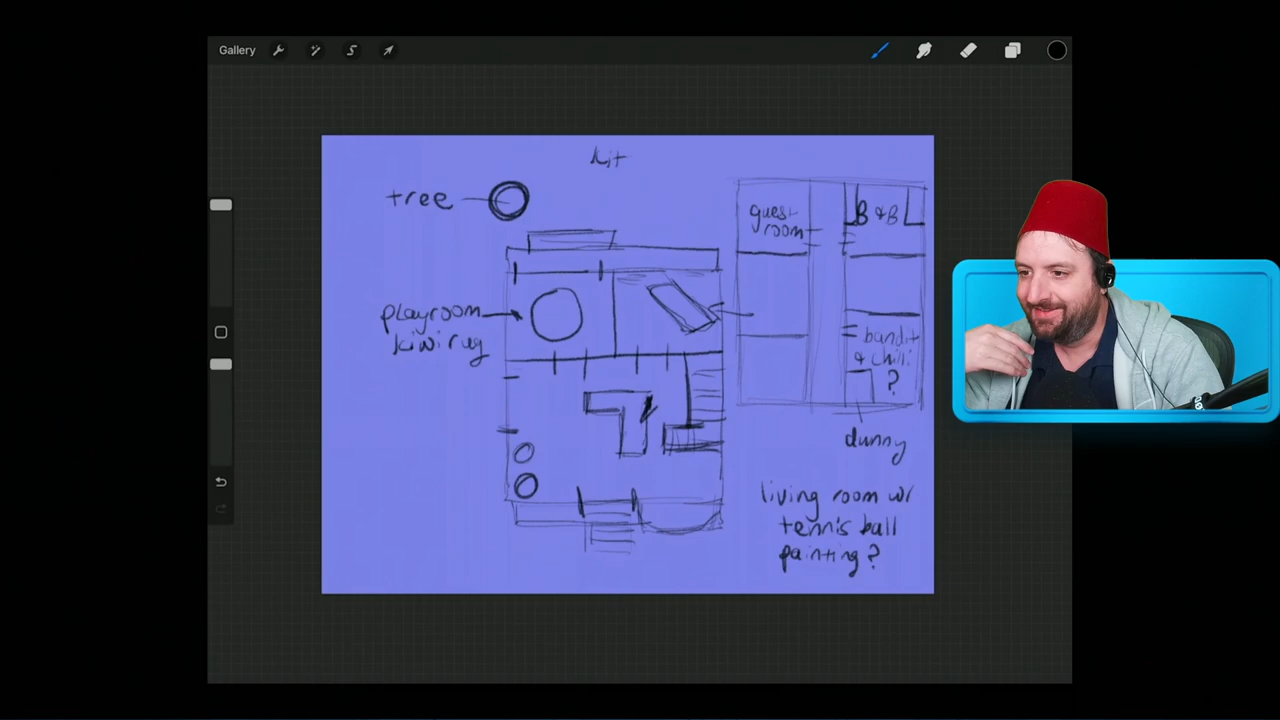 Gallery
kit
tree
guest
room
B & B
playroom
kiwi rug
bandit
& chilli
?
dunny
living room w/
tennis ball
painting?